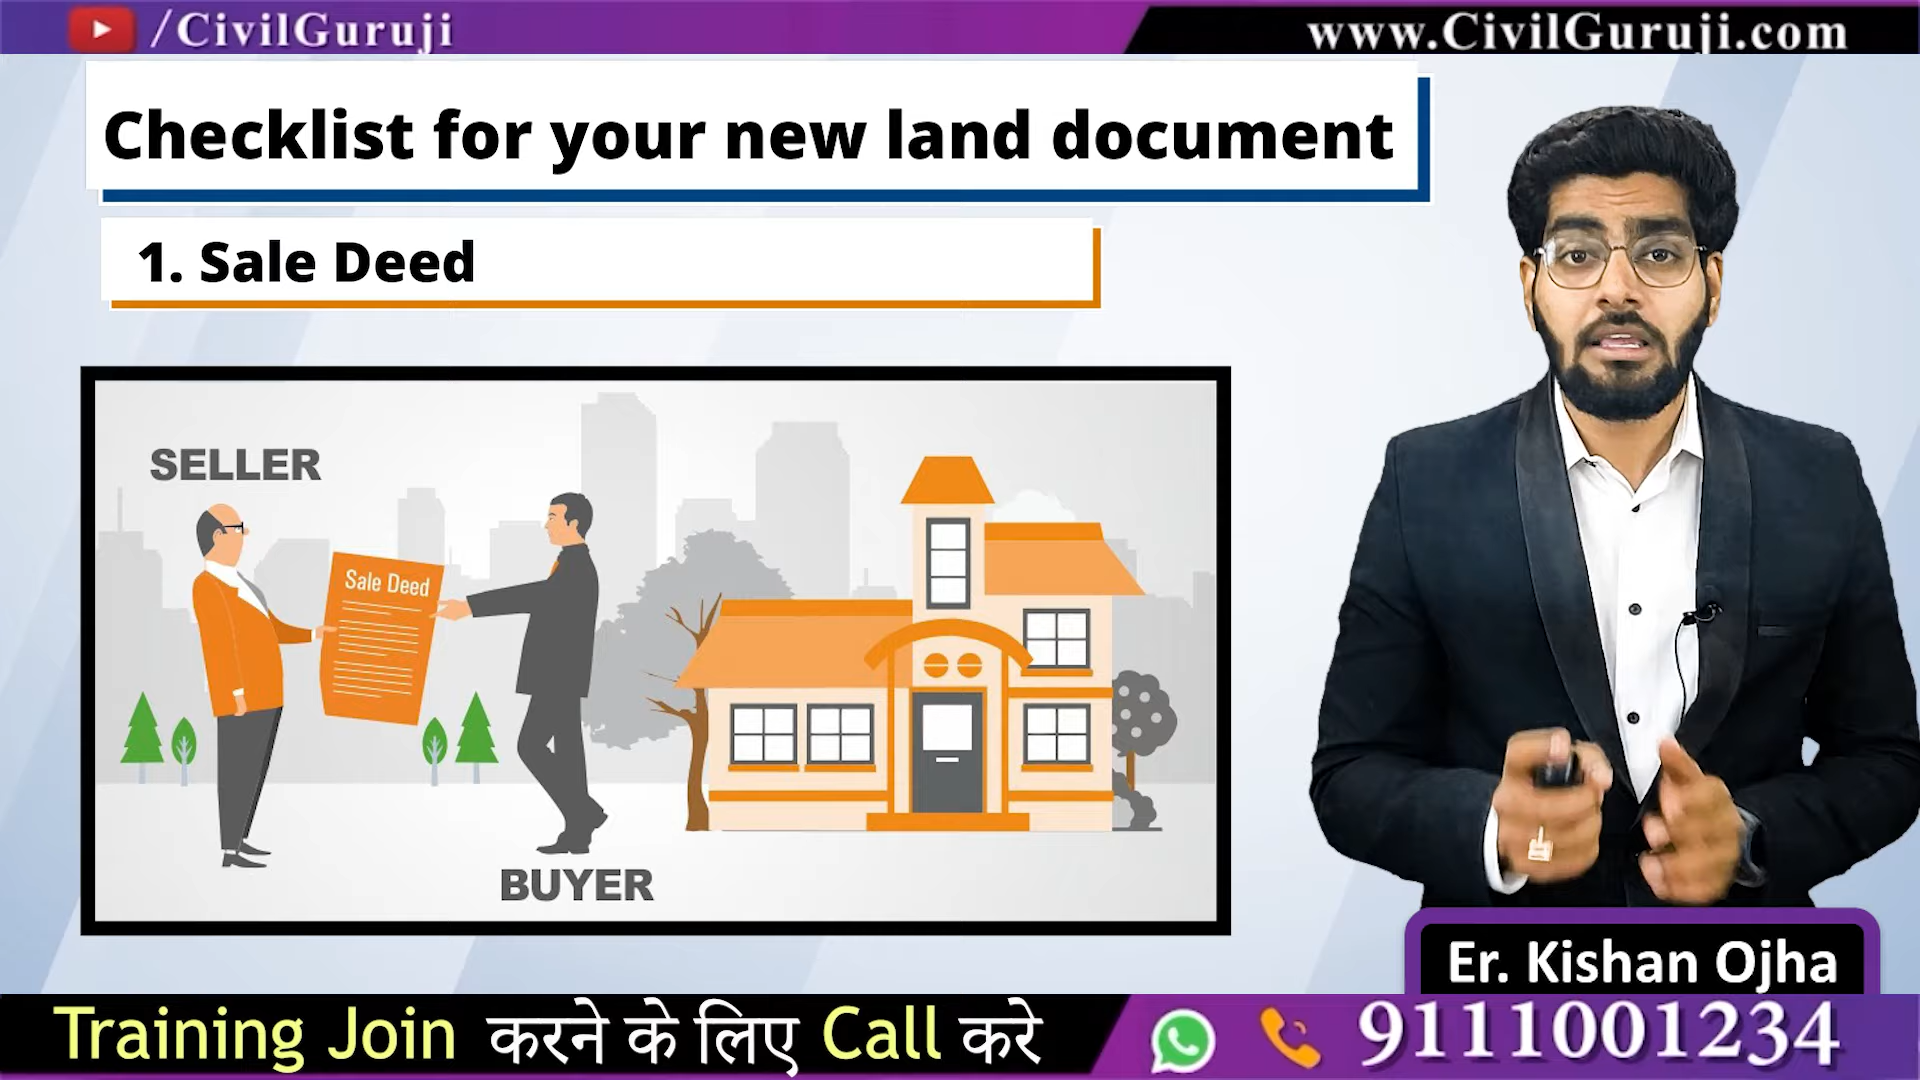 /CivilGuruji
www.CivilGuruji.com
Checklist for your new land document
1. Sale Deed
SELLER
Sale Deed
BUYER
Er. Kishan Ojha
Training Join करने के लिए Call करे
9111001234